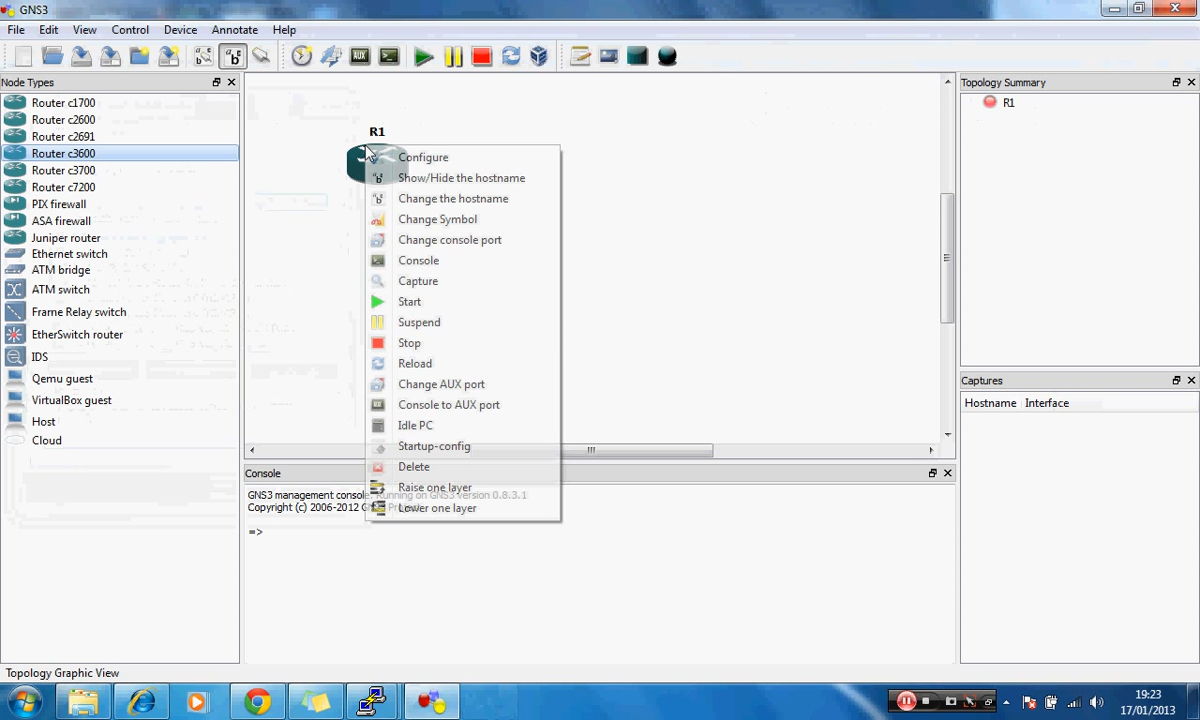 GNS3
File Edit View Control Device Annotate Help
Node Types
Router c1700
Router c2600
Router c2691
Router c3600
Router c3700
Router c7200
PIX firewall
ASA firewall
Juniper router
Ethernet switch
ATM bridge
ATM switch
Frame Relay switch
EtherSwitch router
IDS
Qemu guest
VirtualBox guest
Host
Cloud
R1
Configure
Show/Hide the hostname
Change the hostname
Change Symbol
Change console port
Console
Capture
Start
Suspend
Stop
Reload
Change AUX port
AUX Console to AUX port
Idle PC
Startup-config
Delete
Raise one layer
Lower one layer
Console
GNS3 management console. Running on GNS3 version 0.8.3.1
Copyright (c) 2006-2012
=>
Topology Summary
R1
Captures
Hostname Interface
Topology Graphic View
19:23
17/01/2013